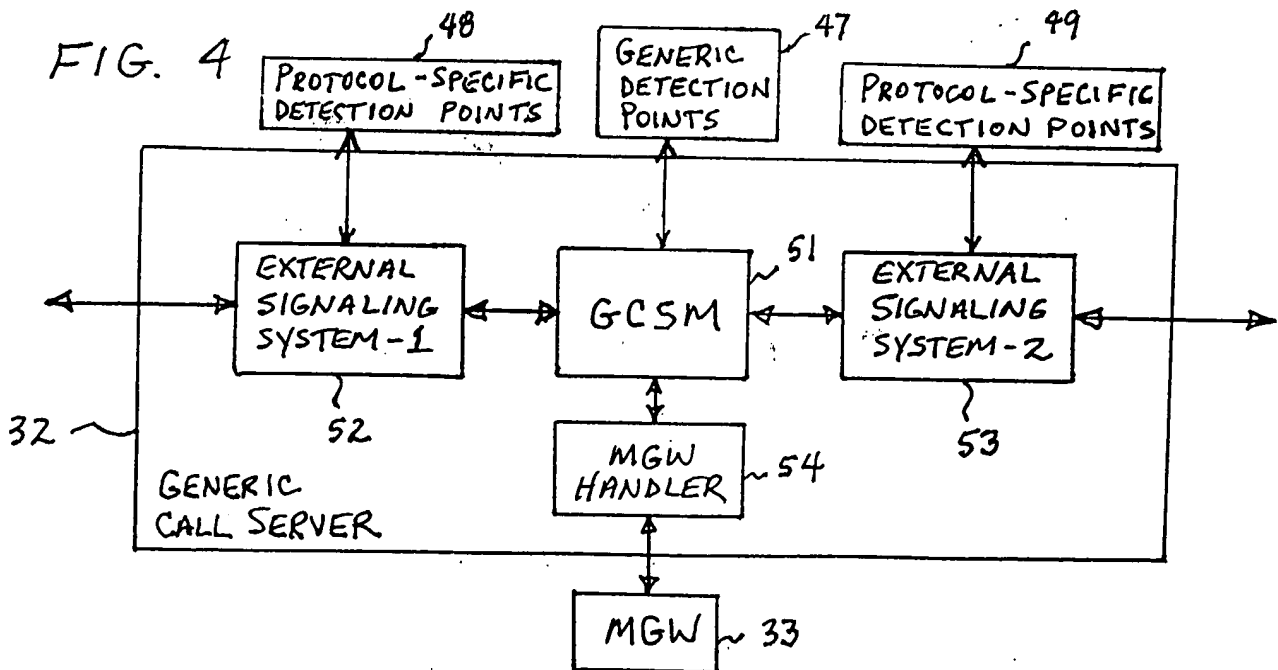 FIG. 4
48
PROTOCOL-SPECIFIC
DETECTION POINTS
47
GENERIC
DETECTION
POINTS
49
PROTOCOL-SPECIFIC
DETECTION POINTS
EXTERNAL
SIGNALING
SYSTEM-1
52
51
GCSM
EXTERNAL
SIGNALING
SYSTEM-2
53
32
MGW
HANDLER
54
GENERIC
CALL SERVER
MGW
33